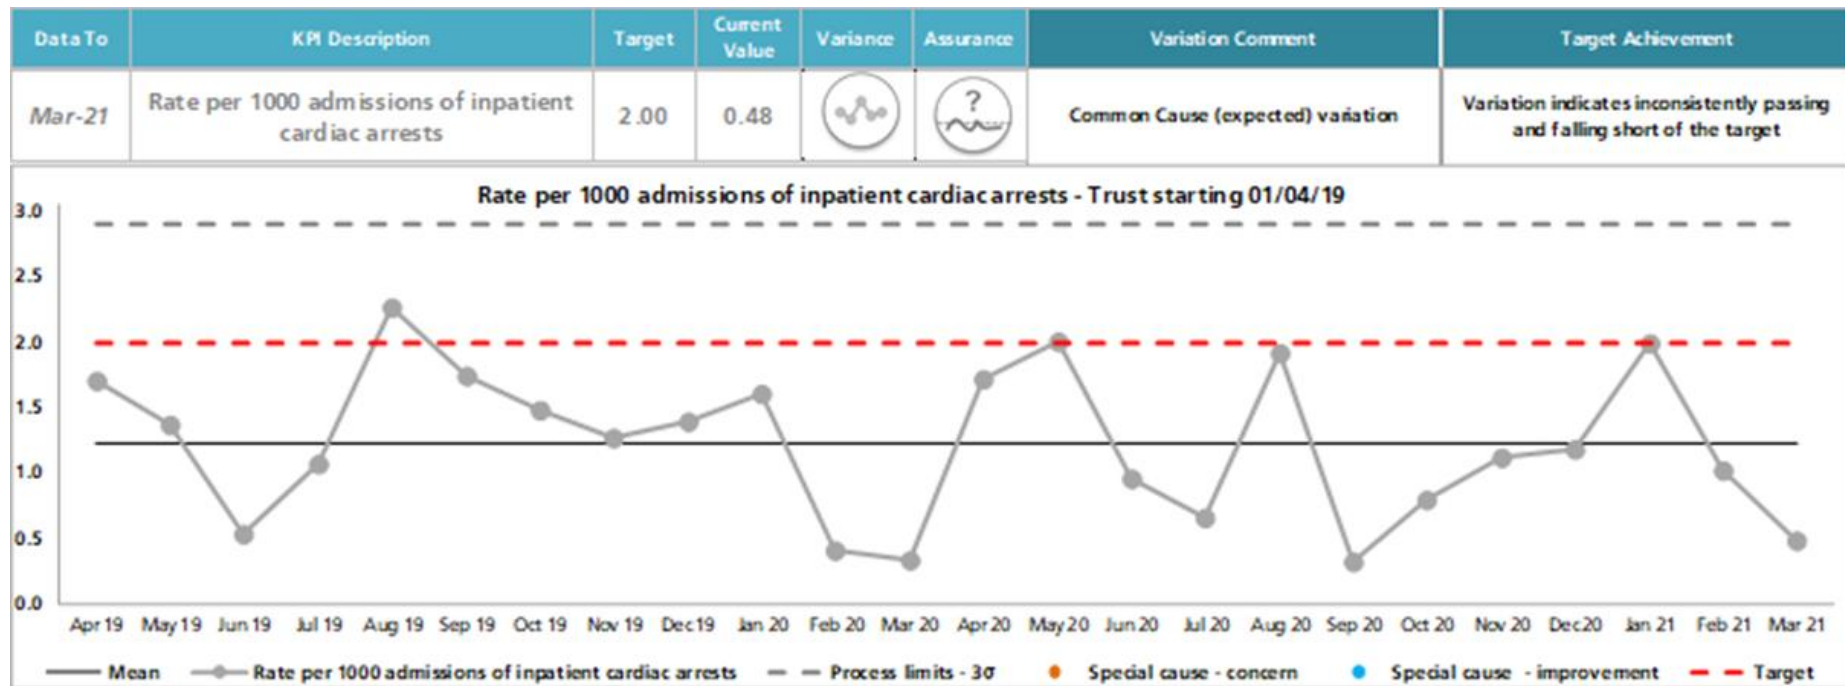 Data To KPI Description Target Current Value Variance Assurance Variation Comment Target Achievement
Mar-21 Rate per 1000 admissions of inpatient cardiac arrests 2.00 0.48 ? Common Cause (expected) variation Variation indicates inconsistently passing and falling short of the target
Rate per 1000 admissions of inpatient cardiac arrests - Trust starting 01/04/19
3.0
2.5
2.0
1.5
1.0
0.5
0.0
Apr 19 May 19 Jun 19 Jul 19 Aug 19 Sep 19 Oct 19 Nov 19 Dec 19 Jan 20 Feb 20 Mar 20 Apr 20 May 20 Jun 20 Jul 20 Aug 20 Sep 20 Oct 20 Nov 20 Dec 20 Jan 21 Feb 21 Mar 21
Mean Rate per 1000 admissions of inpatient cardiac arrests Process limits - 3σ Special cause - concern Special cause - improvement Target